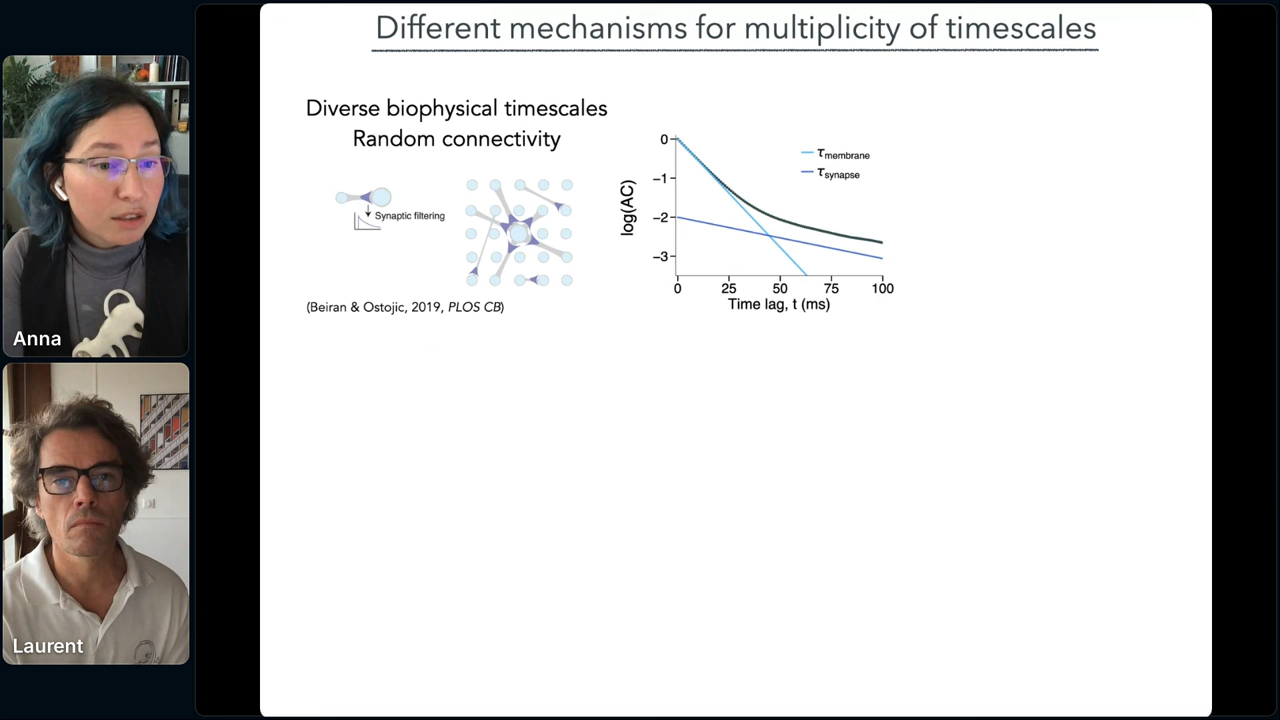 Different mechanisms for multiplicity of timescales
Diverse biophysical timescales
Random connectivity
Synaptic filtering
(Beiran & Ostojic, 2019, PLOS CB)
log(AC)
0
−1
−2
−3
τmembrane
τsynapse
0 25 50 75 100
Time lag, t (ms)
Anna
Laurent